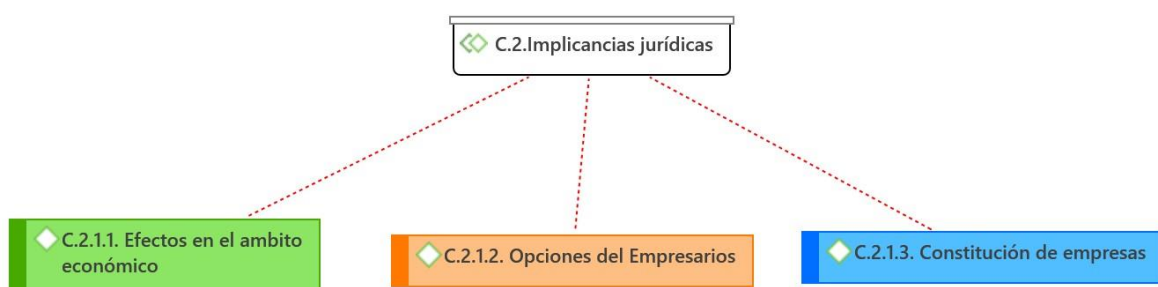 C.2.Implicancias jurídicas
C.2.1.1. Efectos en el ambito
económico
C.2.1.2. Opciones del Empresarios
C.2.1.3. Constitución de empresas